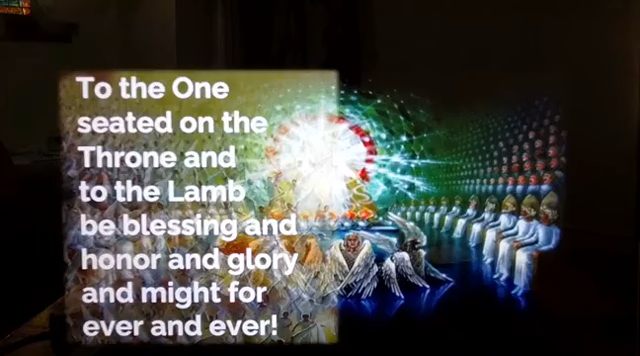 To the One
seated on the
Throne and
to the Lamb
be blessing and
honor and glory
and might for
ever and ever!